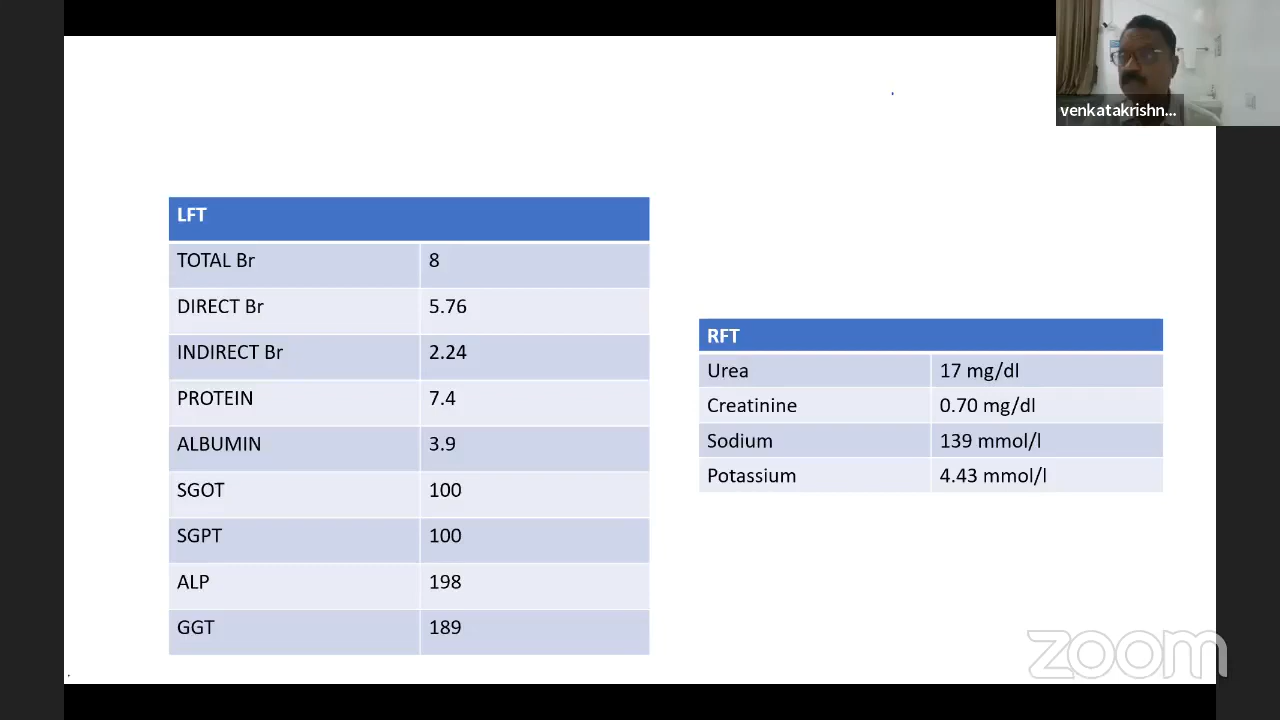 venkatakrishn...
LFT
TOTAL Br 8
DIRECT Br 5.76
INDIRECT Br 2.24
PROTEIN 7.4
ALBUMIN 3.9
SGOT 100
SGPT 100
ALP 198
GGT 189
RFT
Urea 17 mg/dl
Creatinine 0.70 mg/dl
Sodium 139 mmol/l
Potassium 4.43 mmol/l
zoom